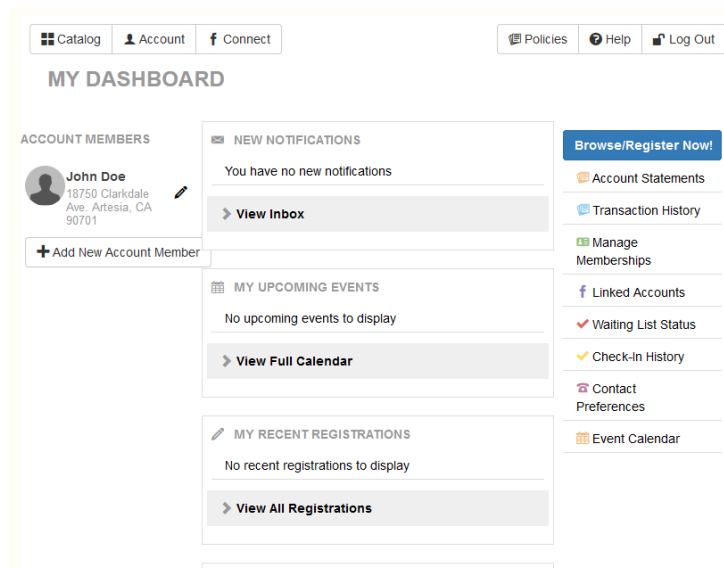 Catalog
Account
Connect
Policies
Help
Log Out
MY DASHBOARD
ACCOUNT MEMBERS
John Doe
18750 Clarkdale
Ave. Artesia, CA
90701
Add New Account Member
NEW NOTIFICATIONS
You have no new notifications
View Inbox
MY UPCOMING EVENTS
No upcoming events to display
View Full Calendar
MY RECENT REGISTRATIONS
No recent registrations to display
View All Registrations
Browse/Register Now!
Account Statements
Transaction History
Manage
Memberships
Linked Accounts
Waiting List Status
Check-In History
Contact
Preferences
Event Calendar